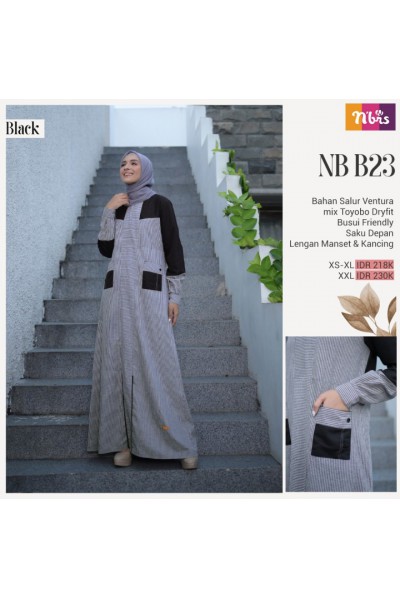 Black
Nbrs
NB B23
Bahan Salur Ventura
mix Toyobo Dryfit
Busui Friendly
Saku Depan
Lengan Manset & Kancing
XS-XL IDR 218K
XXL IDR 230K